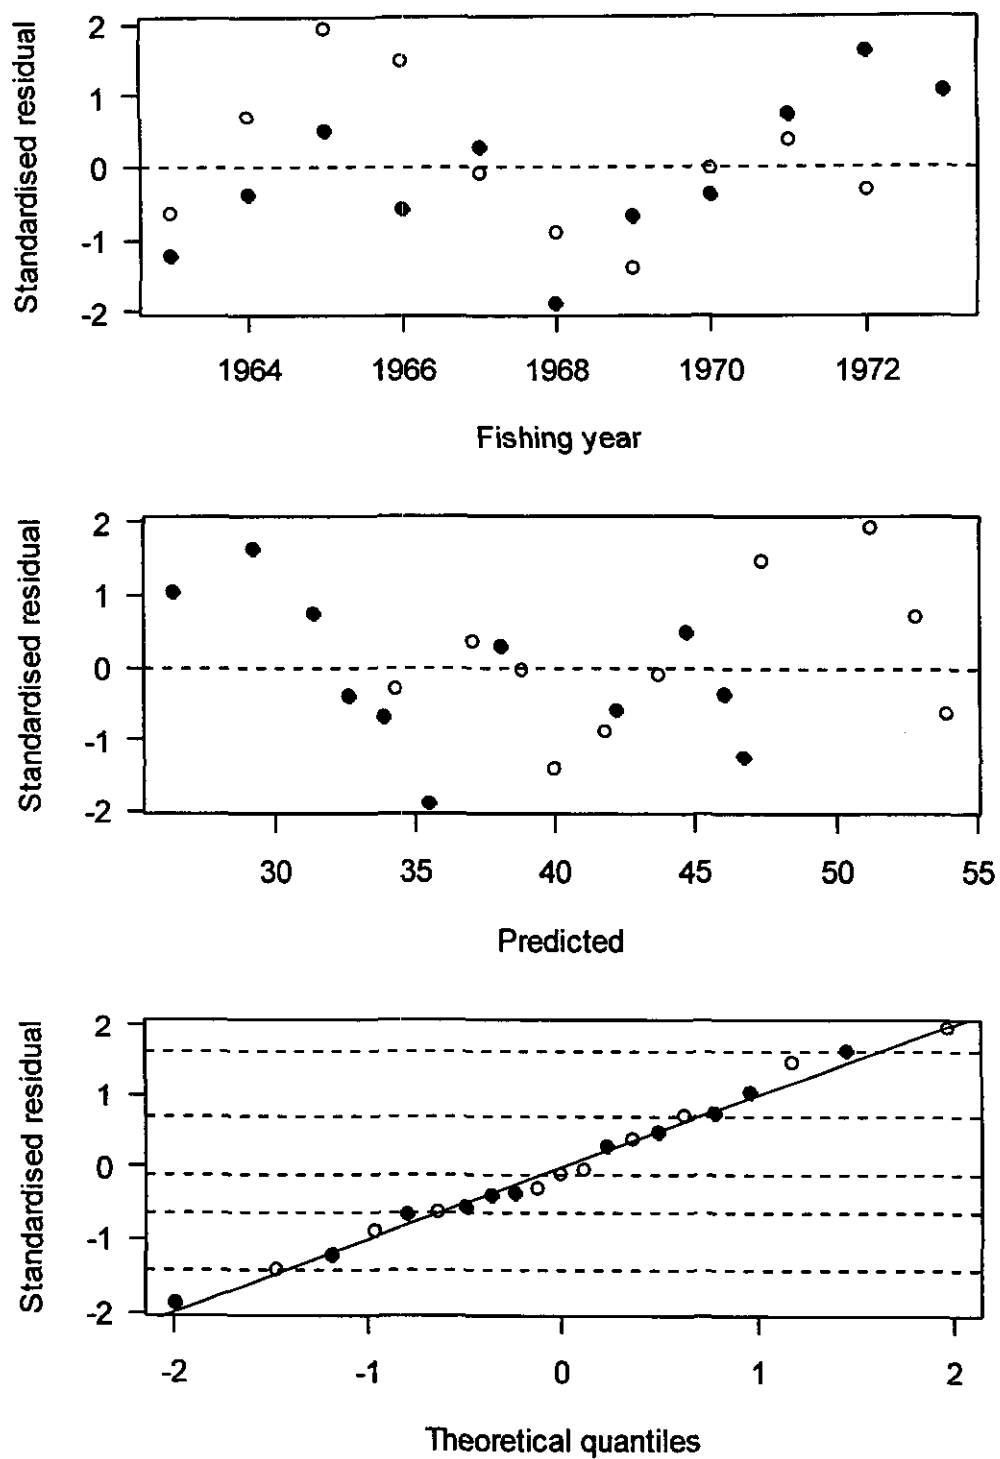 Standardised residual
2
1
0
-1
-2
1964 1966 1968 1970 1972
Fishing year
Standardised residual
2
1
0
-1
-2
30 35 40 45 50 55
Predicted
Standardised residual
2
1
0
-1
-2
-2 -1 0 1 2
Theoretical quantiles